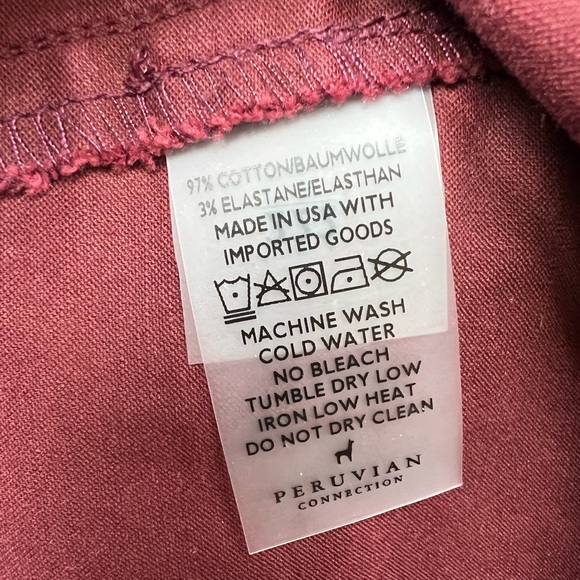 97% COTTON/BAUMWOLLE
3% ELASTANE/ELASTHAN
MADE IN USA WITH
IMPORTED GOODS
MACHINE WASH
COLD WATER
NO BLEACH
TUMBLE DRY LOW
IRON LOW HEAT
DO NOT DRY CLEAN
PERUVIAN
CONNECTION